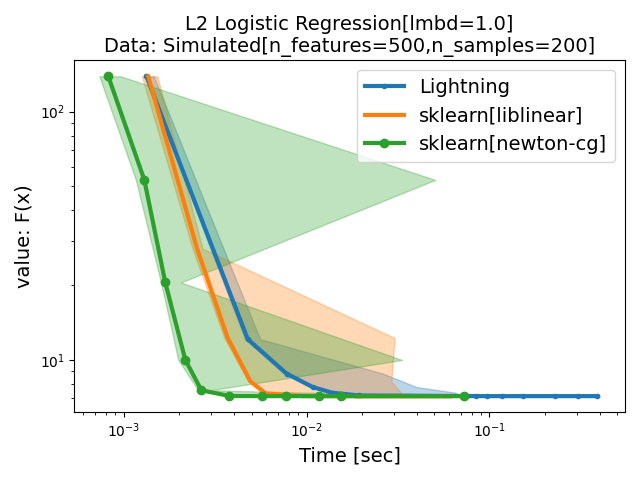 L2 Logistic Regression[lmbd=1.0]
Data: Simulated[n_features=500,n_samples=200]
Lightning
sklearn[liblinear]
sklearn[newton-cg]
value: F(x)
10²
10¹
10⁻³
10⁻²
10⁻¹
Time [sec]